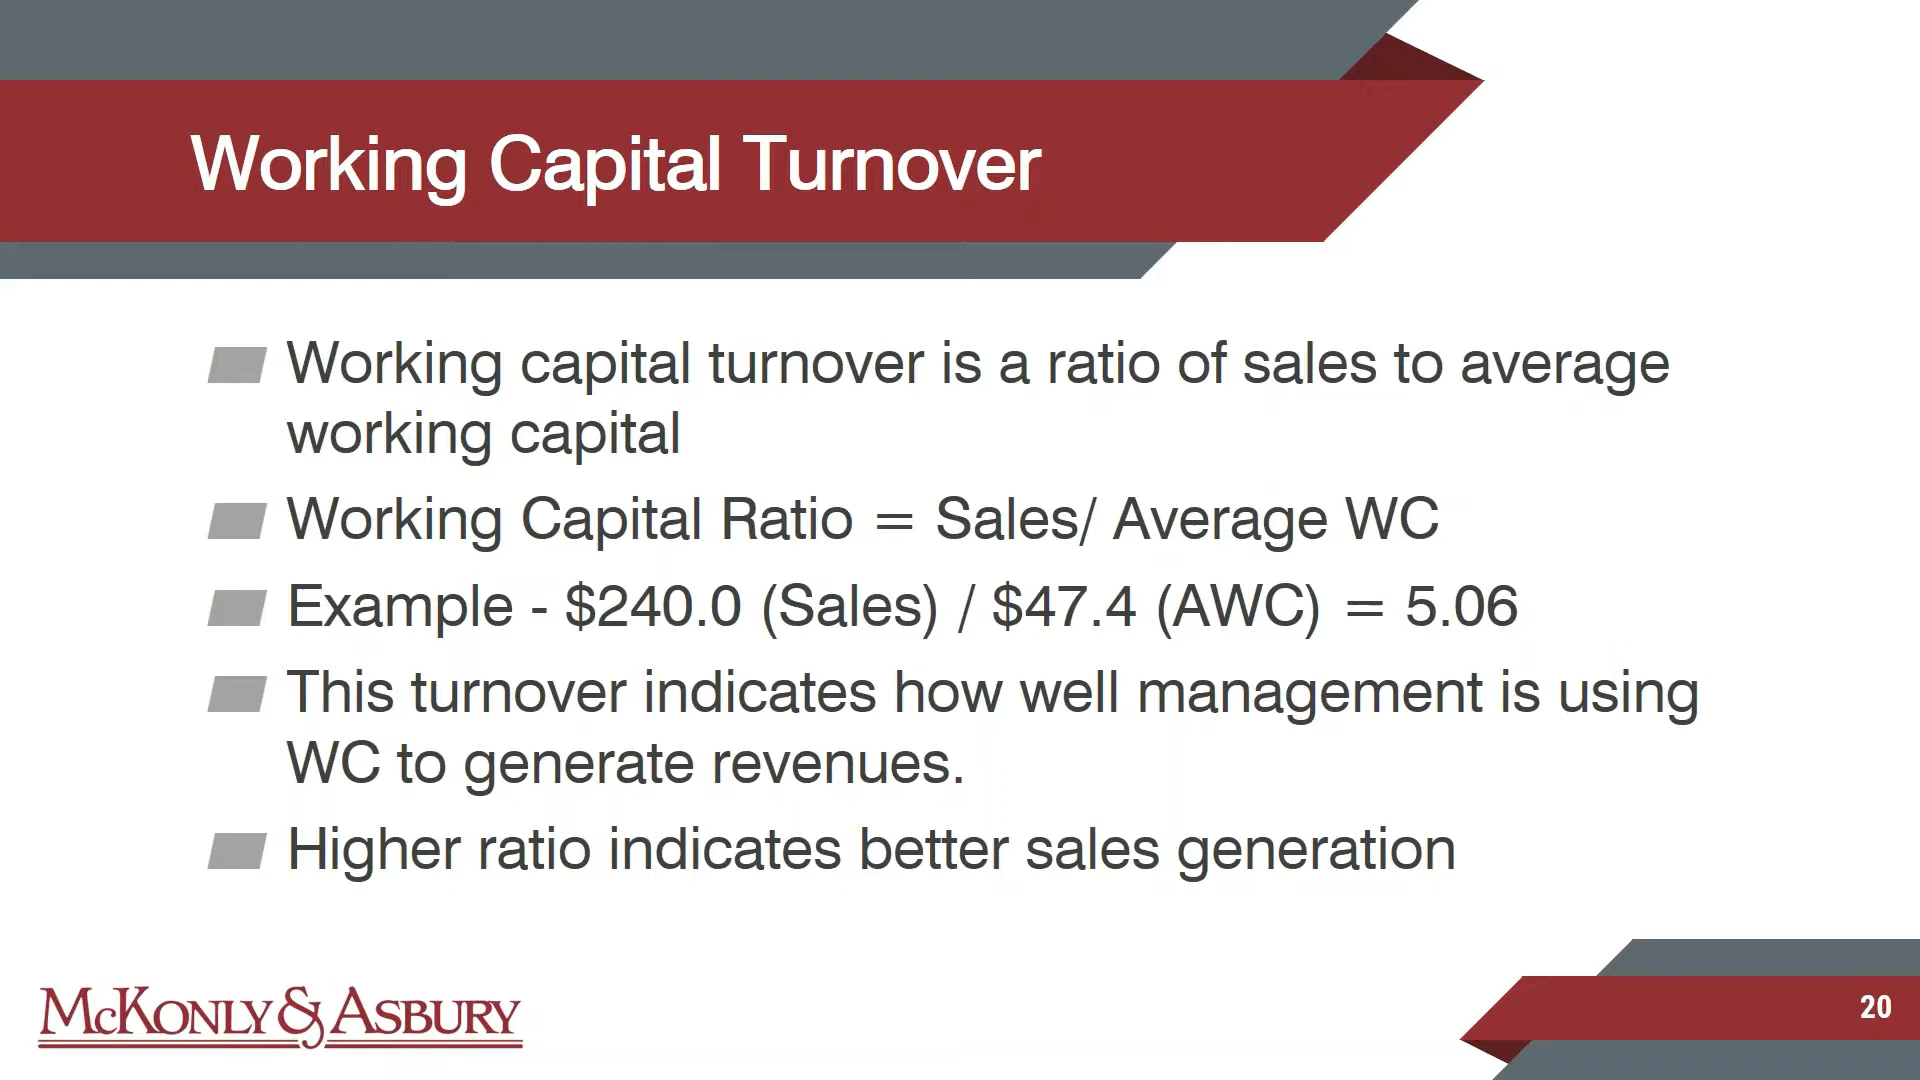 Working Capital Turnover
Working capital turnover is a ratio of sales to average
working capital
Working Capital Ratio = Sales/ Average WC
Example - $240.0 (Sales) / $47.4 (AWC) = 5.06
This turnover indicates how well management is using
WC to generate revenues.
Higher ratio indicates better sales generation
McKonly & Asbury
20